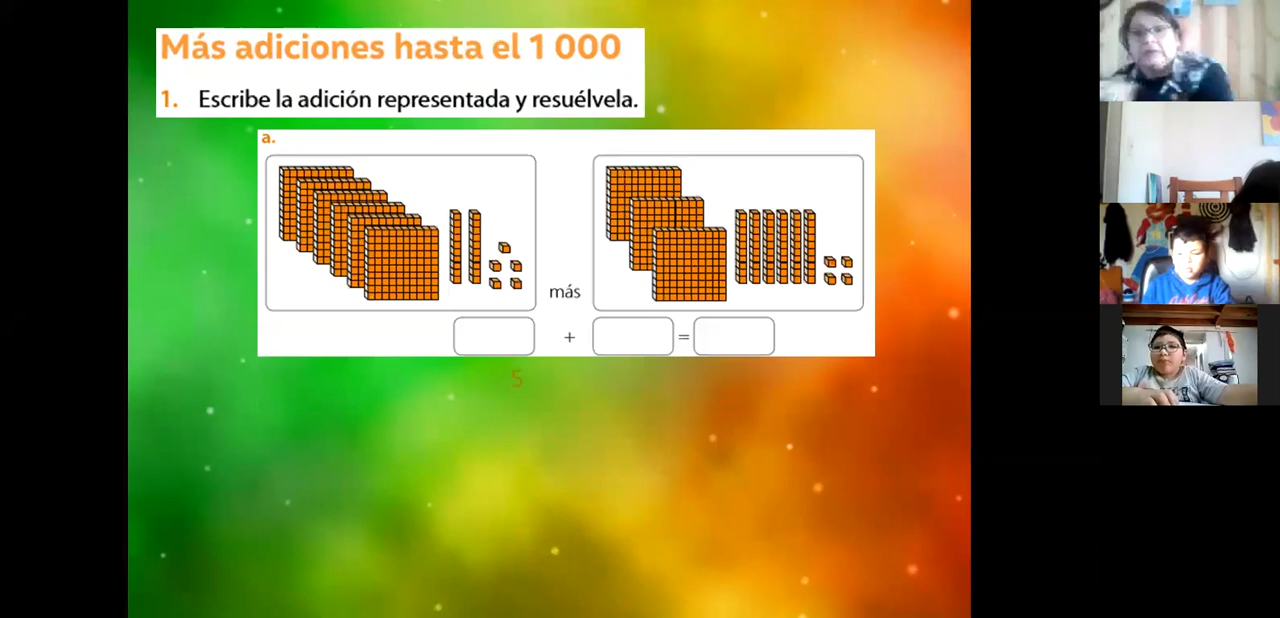 Más adiciones hasta el 1 000
1. Escribe la adición representada y resuélvela.
a.
más
+ =
5